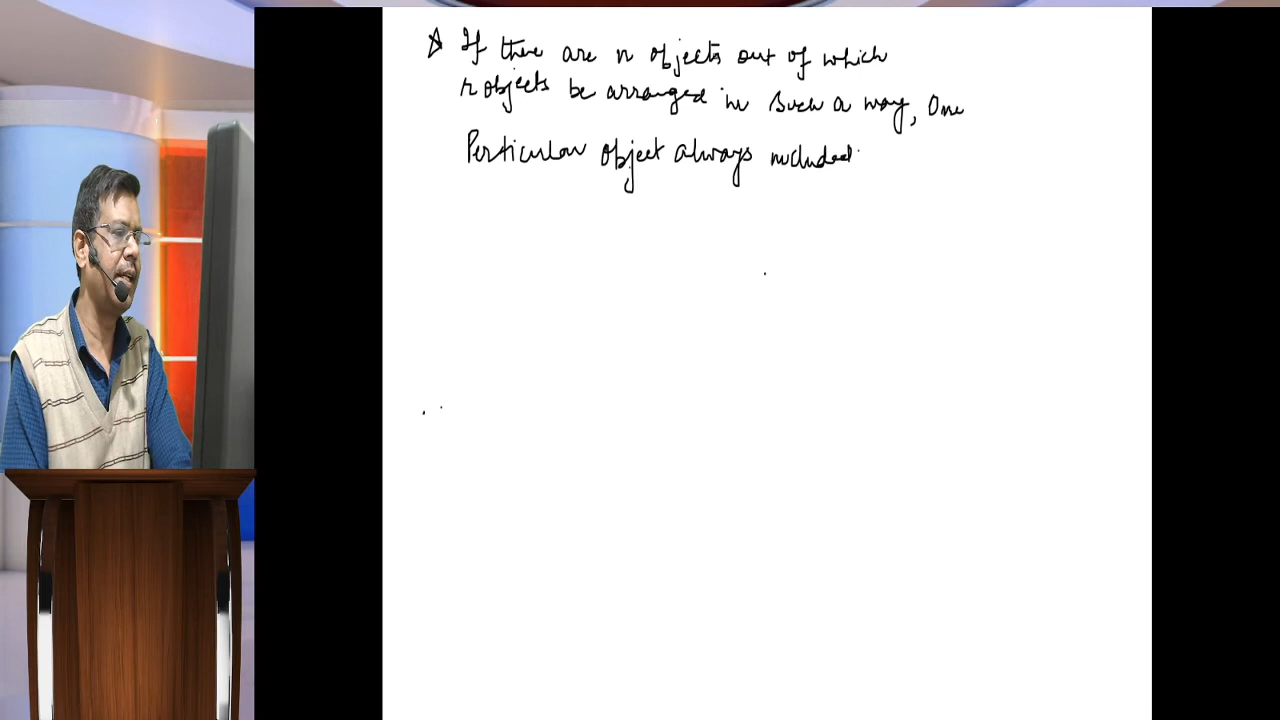 ☆ If there are n objects out of which
r objects be arranged in such a way, One
Perticular object always included.